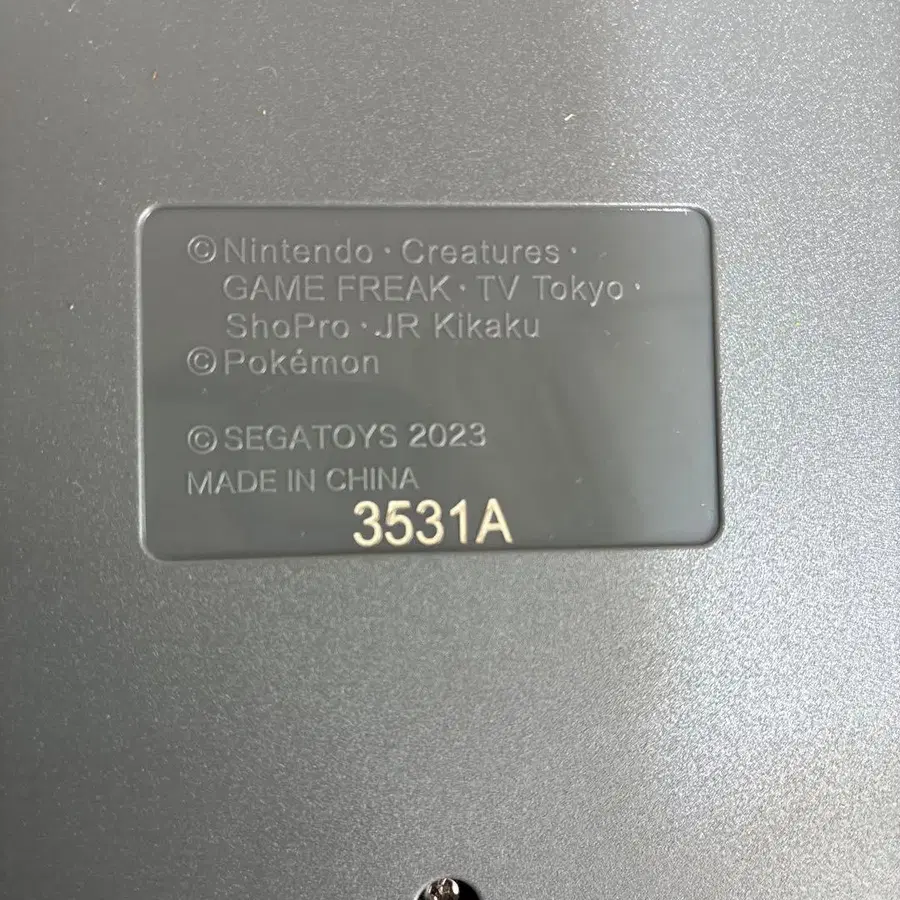 ©Nintendo・Creatures・
GAME FREAK・TV Tokyo・
ShoPro・JR Kikaku
©Pokémon
©SEGATOYS 2023
MADE IN CHINA
3531A